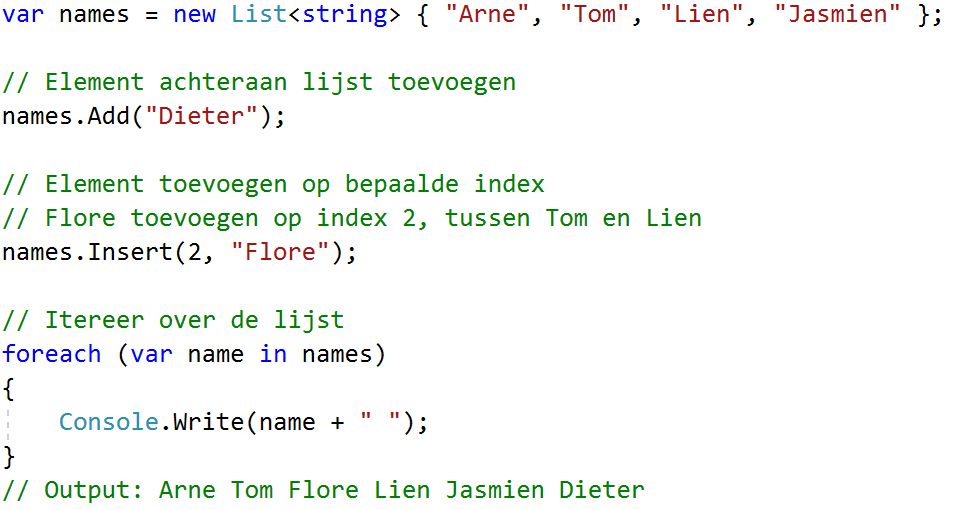 var names = new List<string> { "Arne", "Tom", "Lien", "Jasmien" };
// Element achteraan lijst toevoegen
names.Add("Dieter");
// Element toevoegen op bepaalde index
// Flore toevoegen op index 2, tussen Tom en Lien
names.Insert(2, "Flore");
// Itereer over de lijst
foreach (var name in names)
{
    Console.Write(name + " ");
}
// Output: Arne Tom Flore Lien Jasmien Dieter